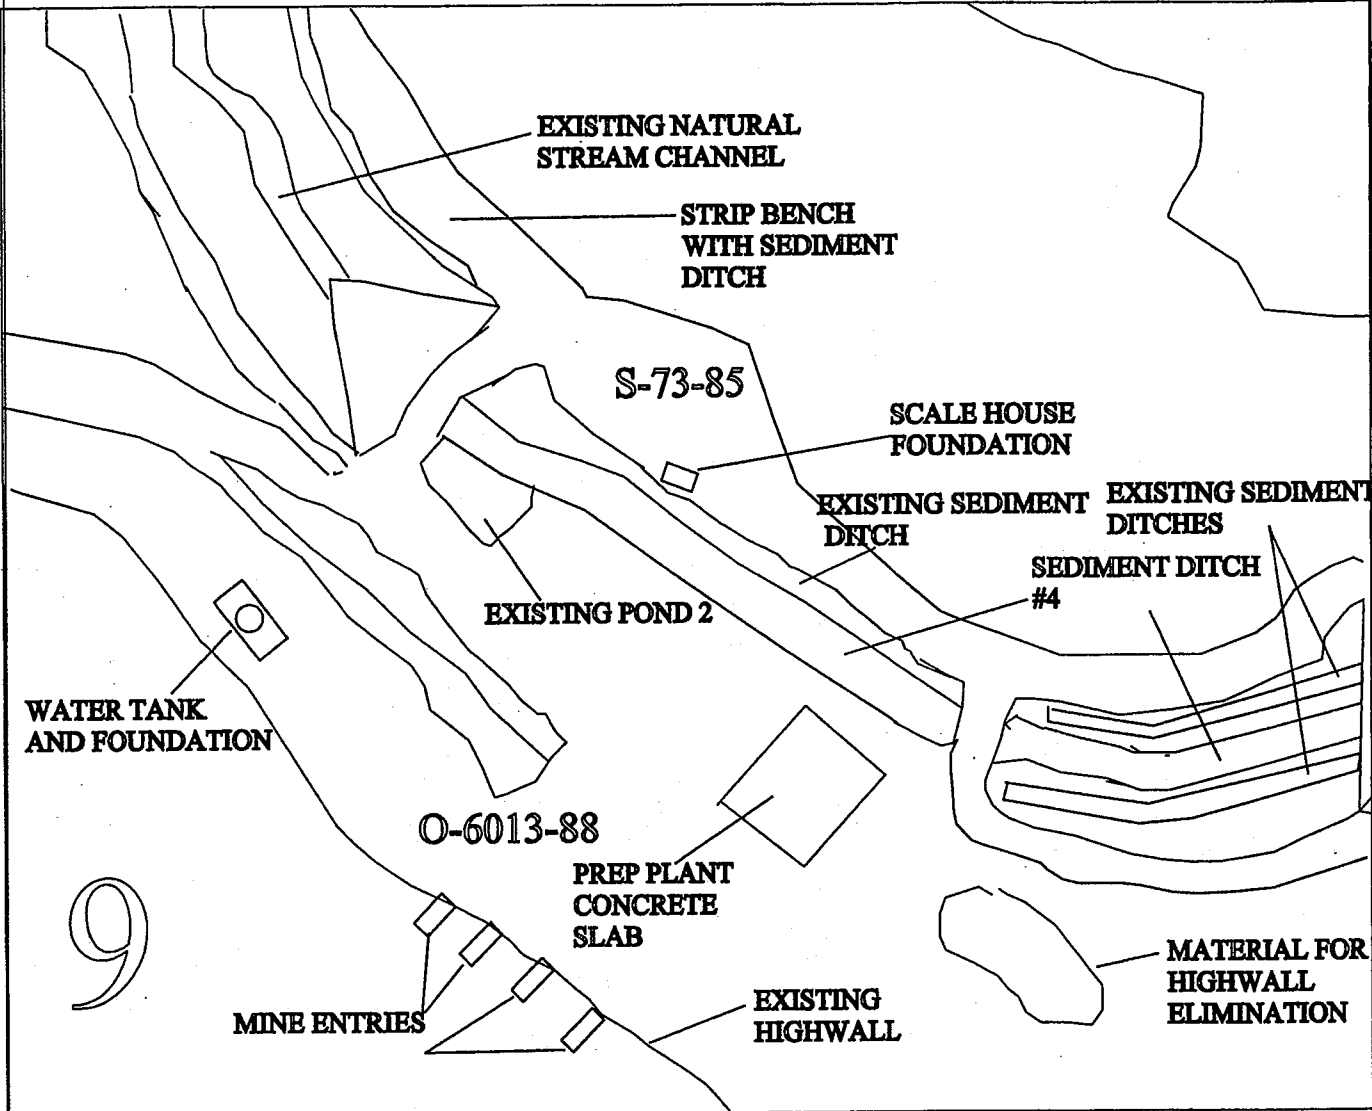 EXISTING NATURAL
STREAM CHANNEL
STRIP BENCH
WITH SEDIMENT
DITCH
S-73-85
SCALE HOUSE
FOUNDATION
EXISTING SEDIMENT
DITCH
EXISTING SEDIMENT
DITCHES
SEDIMENT DITCH
#4
EXISTING POND 2
WATER TANK
AND FOUNDATION
O-6013-88
PREP PLANT
CONCRETE
SLAB
9
MINE ENTRIES
EXISTING
HIGHWALL
MATERIAL FOR
HIGHWALL
ELIMINATION